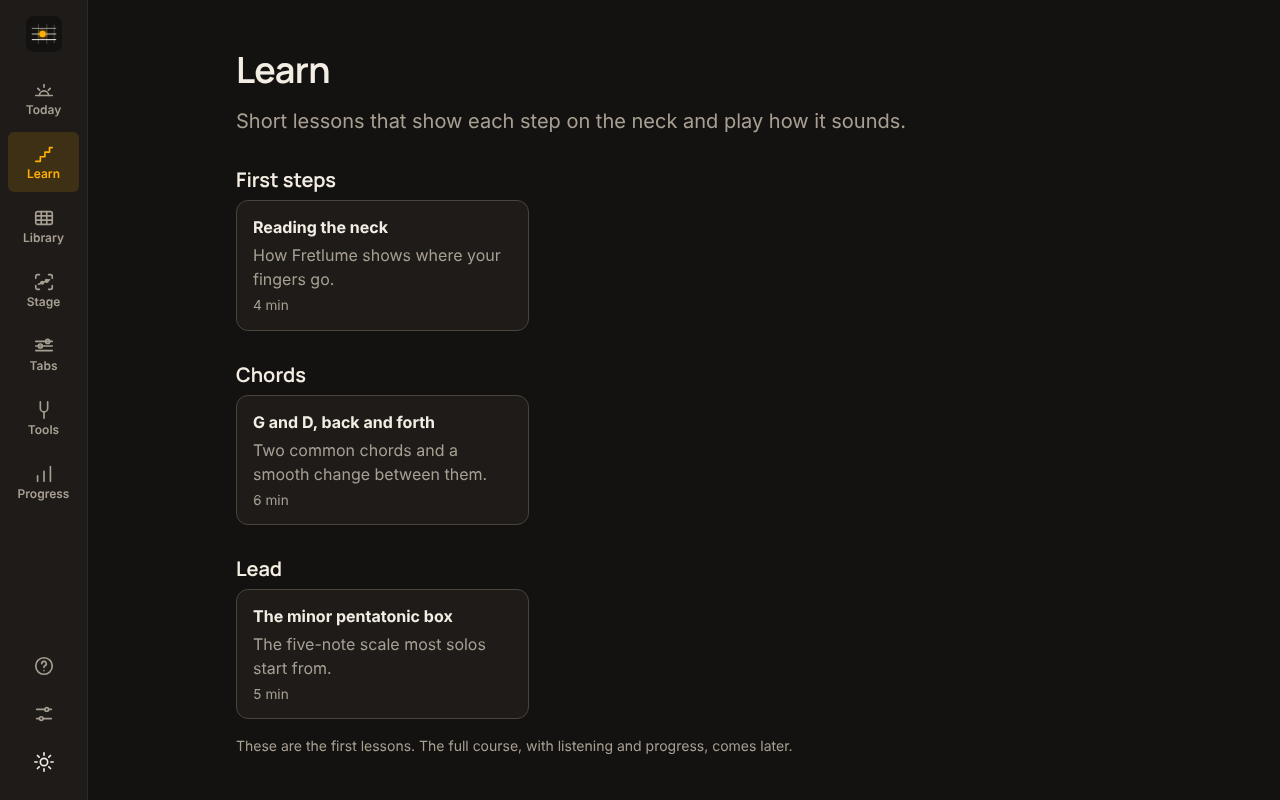 Today
Learn
Library
Stage
Tabs
Tools
Progress
Learn
Short lessons that show each step on the neck and play how it sounds.
First steps
Reading the neck
How Fretlume shows where your
fingers go.
4 min
Chords
G and D, back and forth
Two common chords and a
smooth change between them.
6 min
Lead
The minor pentatonic box
The five-note scale most solos
start from.
5 min
These are the first lessons. The full course, with listening and progress, comes later.